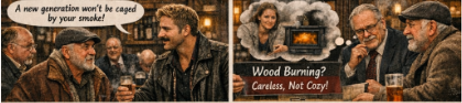 A new generation won't be caged
by your smoke!
Wood Burning?
Careless, Not Cozy!